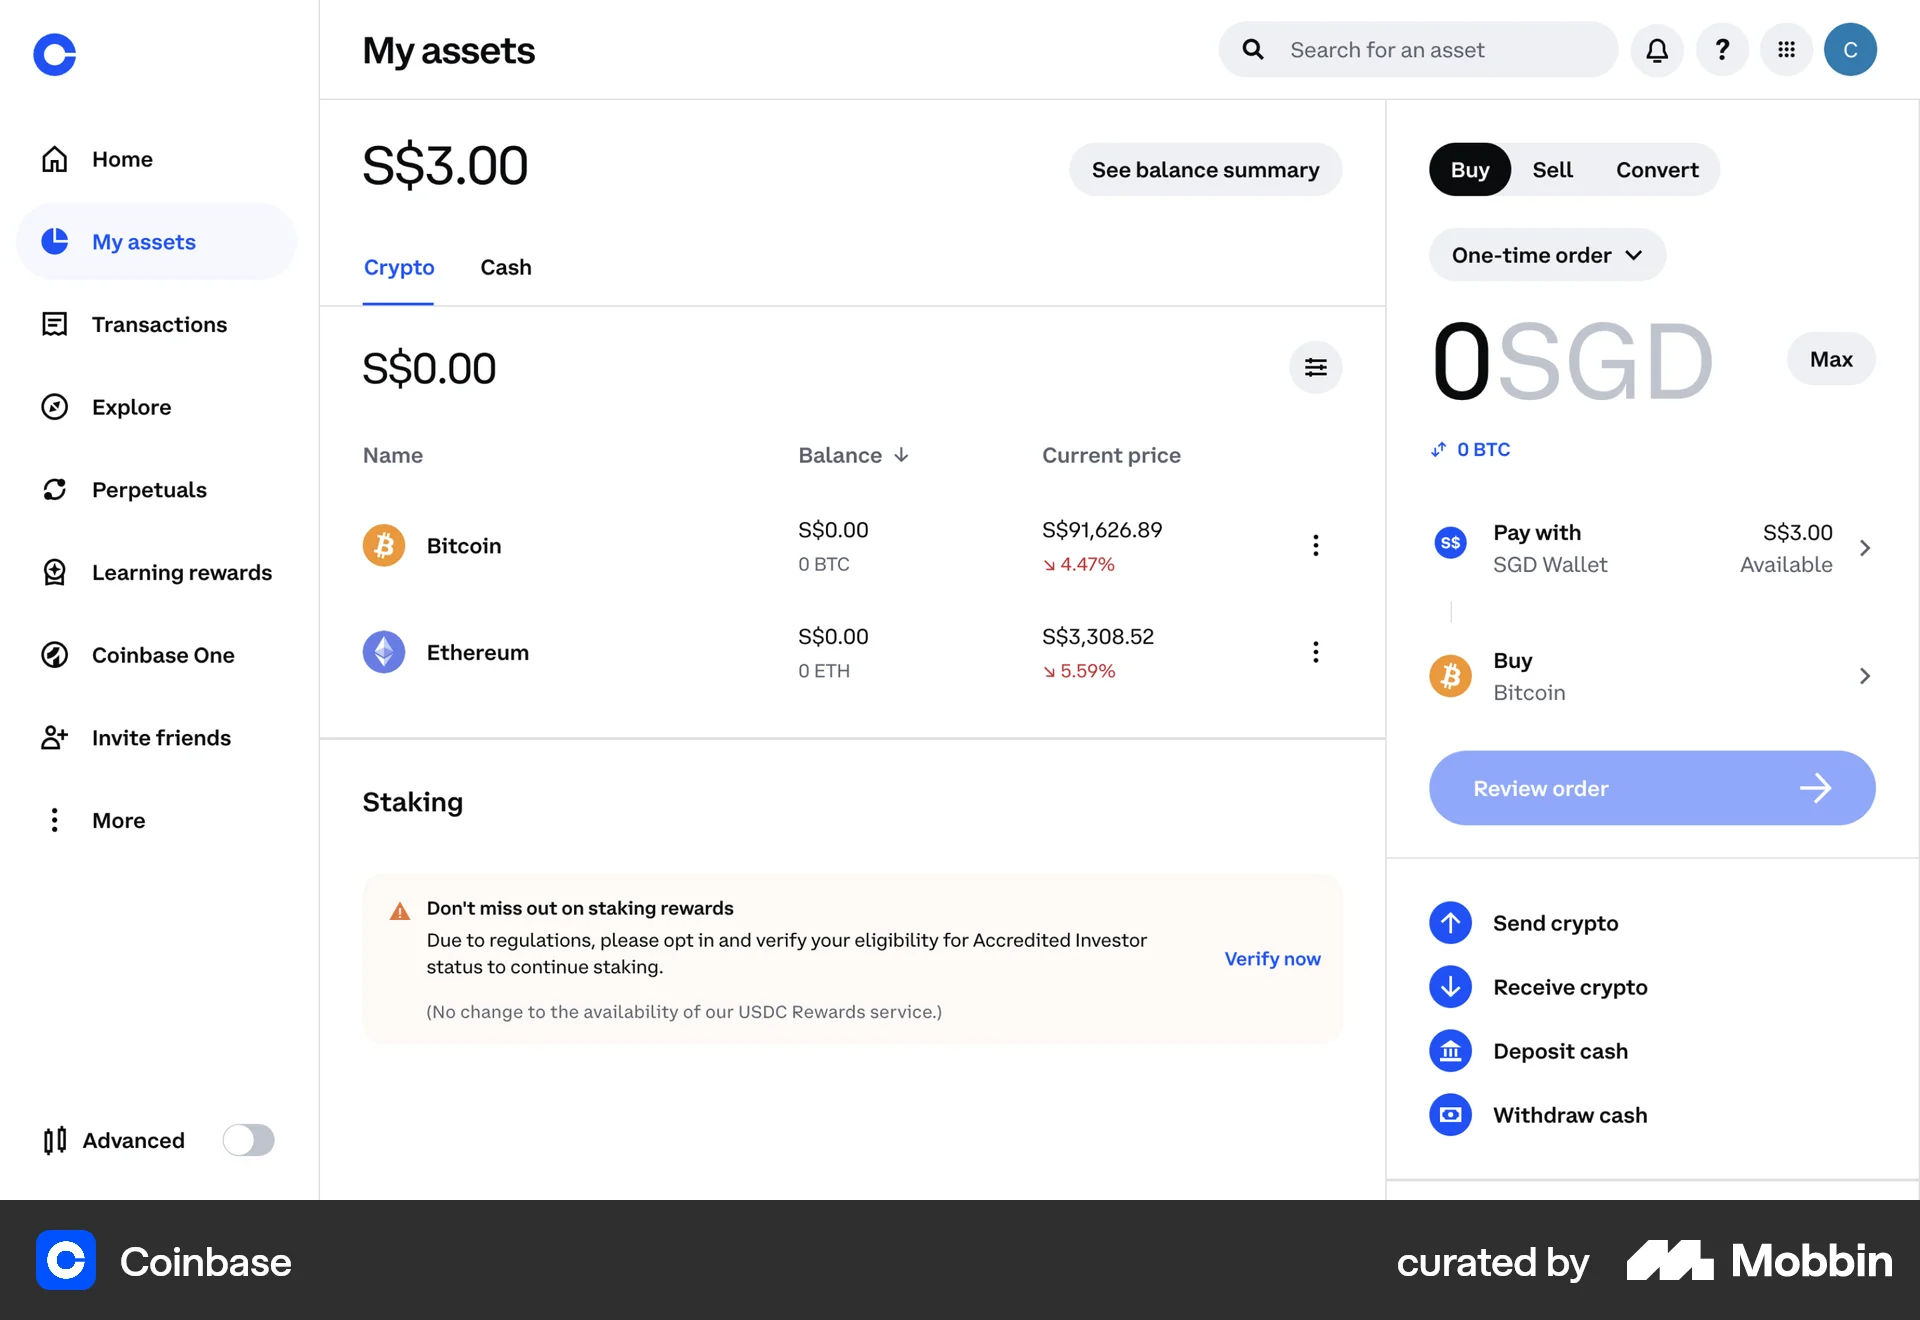 My assets
Search for an asset
C
Home
My assets
Transactions
Explore
Perpetuals
Learning rewards
Coinbase One
Invite friends
More
Advanced
S$3.00
See balance summary
Crypto
Cash
S$0.00
Name
Balance
Current price
Bitcoin
S$0.00
0 BTC
S$91,626.89
4.47%
Ethereum
S$0.00
0 ETH
S$3,308.52
5.59%
Staking
Don't miss out on staking rewards
Due to regulations, please opt in and verify your eligibility for Accredited Investor
status to continue staking.
(No change to the availability of our USDC Rewards service.)
Verify now
Buy
Sell
Convert
One-time order
0SGD
Max
0 BTC
S$
Pay with
SGD Wallet
S$3.00
Available
Buy
Bitcoin
Review order
Send crypto
Receive crypto
Deposit cash
Withdraw cash
Coinbase
curated by
Mobbin